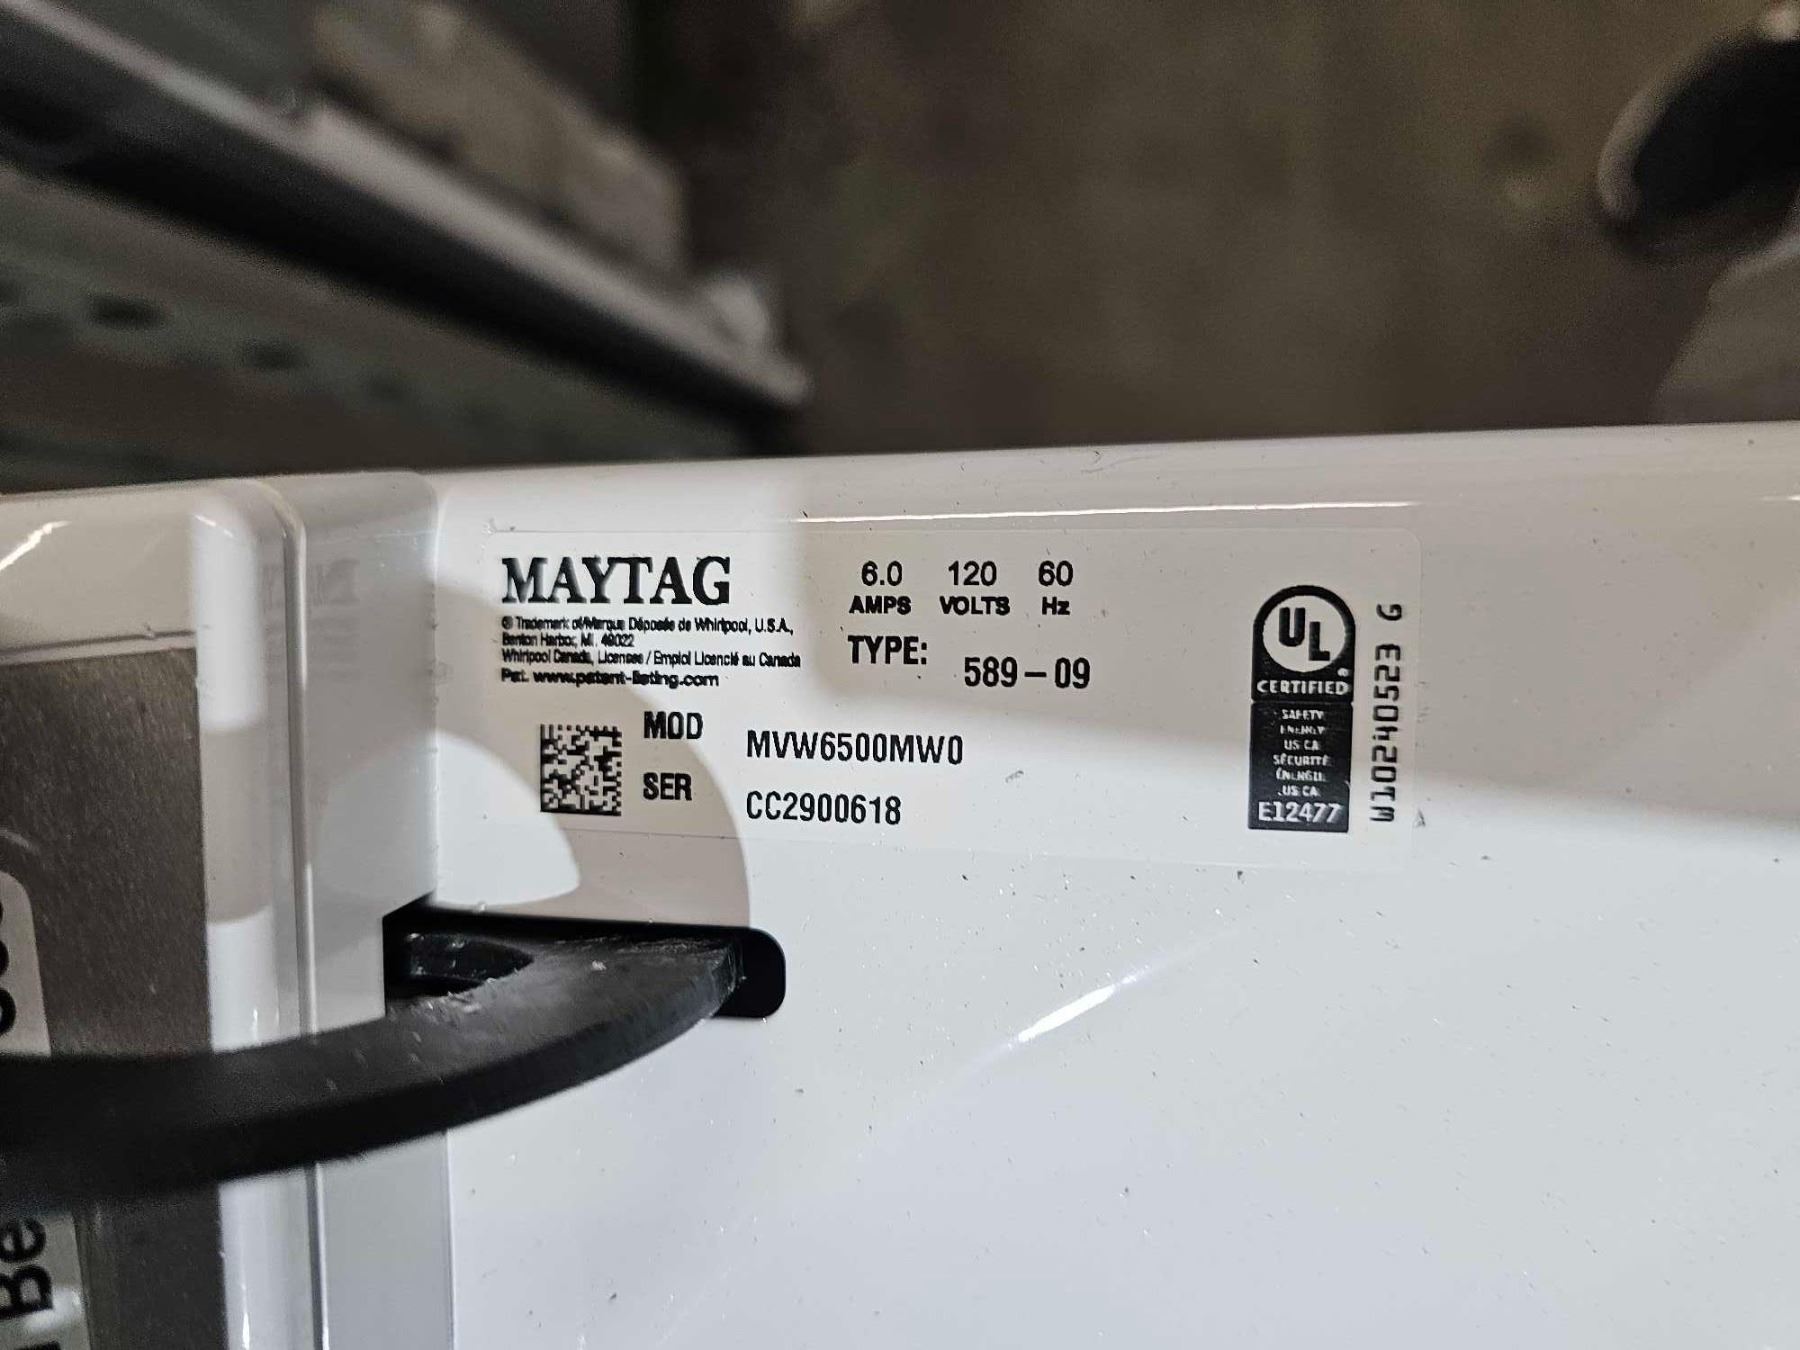 MAYTAG
® Trademark of/Marque Déposée de Whirlpool, U.S.A.,
Benton Harbor, MI. 49022
Whirlpool Canada, Licensee / Emploi Licencié au Canada
Pat. www.patent-listing.com
6.0 120 60
AMPS VOLTS Hz
TYPE: 589-09
MOD MVW6500MW0
SER CC2900618
UL
®
CERTIFIED
SAFETY
ENERGY
US CA
SÉCURITÉ
ÉNERGIE
US CA
E12477
W10240523 G
Be